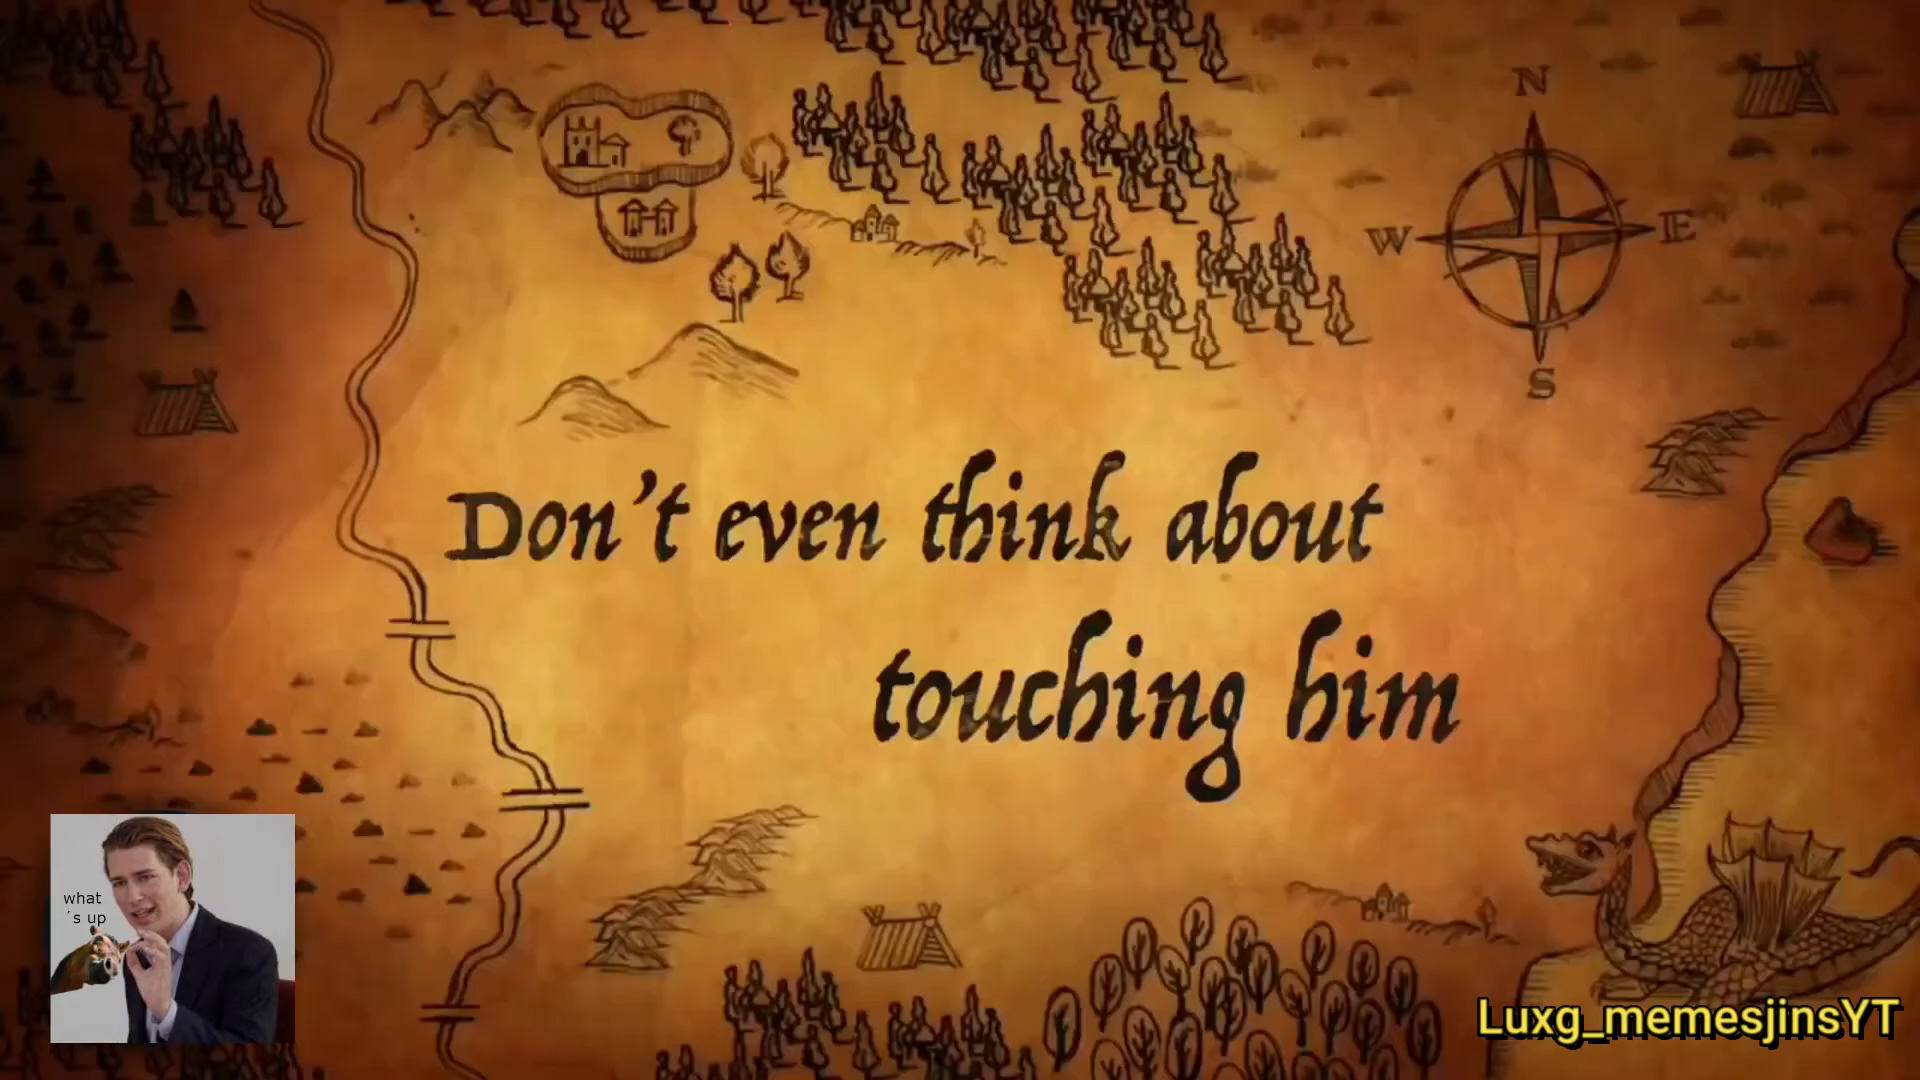 N
W E
S
Don't even think about
touching him
what
´s up
Luxg_memesjinsYT